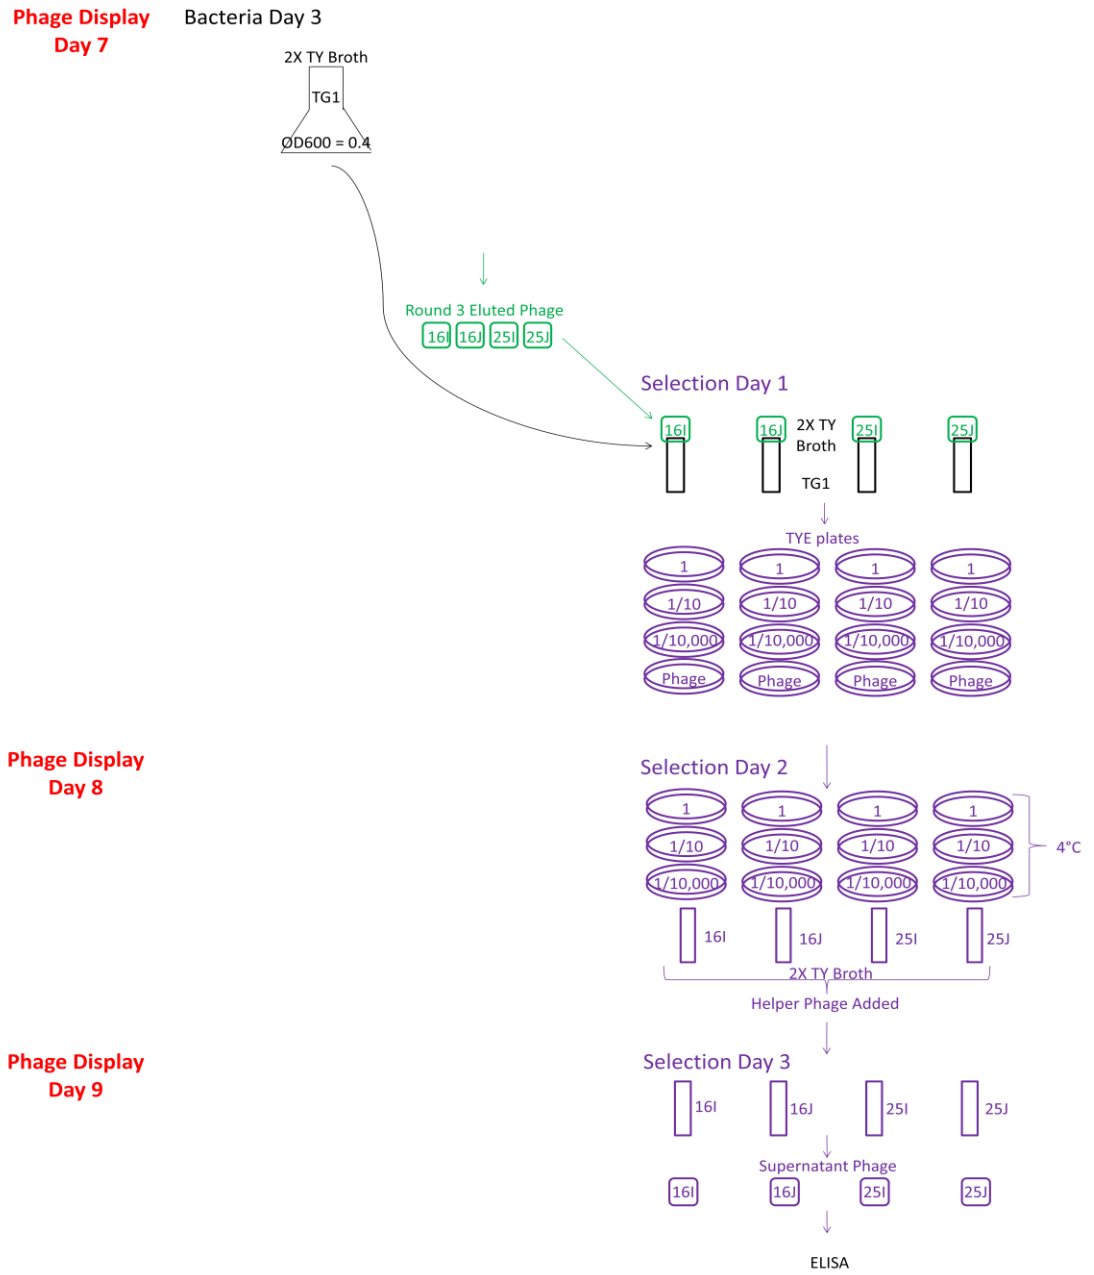 Phage Display
Day 7
Bacteria Day 3
2X TY Broth
TG1
OD600 = 0.4
Round 3 Eluted Phage
16I 16J 25I 25J
Selection Day 1
16I 16J 25I 25J
2X TY
Broth
TG1
TYE plates
1 1 1 1
1/10 1/10 1/10 1/10
1/10,000 1/10,000 1/10,000 1/10,000
Phage Phage Phage Phage
Phage Display
Day 8
Selection Day 2
1 1 1 1
1/10 1/10 1/10 1/10
4°C
1/10,000 1/10,000 1/10,000 1/10,000
16I 16J 25I 25J
2X TY Broth
Helper Phage Added
Phage Display
Day 9
Selection Day 3
16I 16J 25I 25J
Supernatant Phage
16I 16J 25I 25J
ELISA